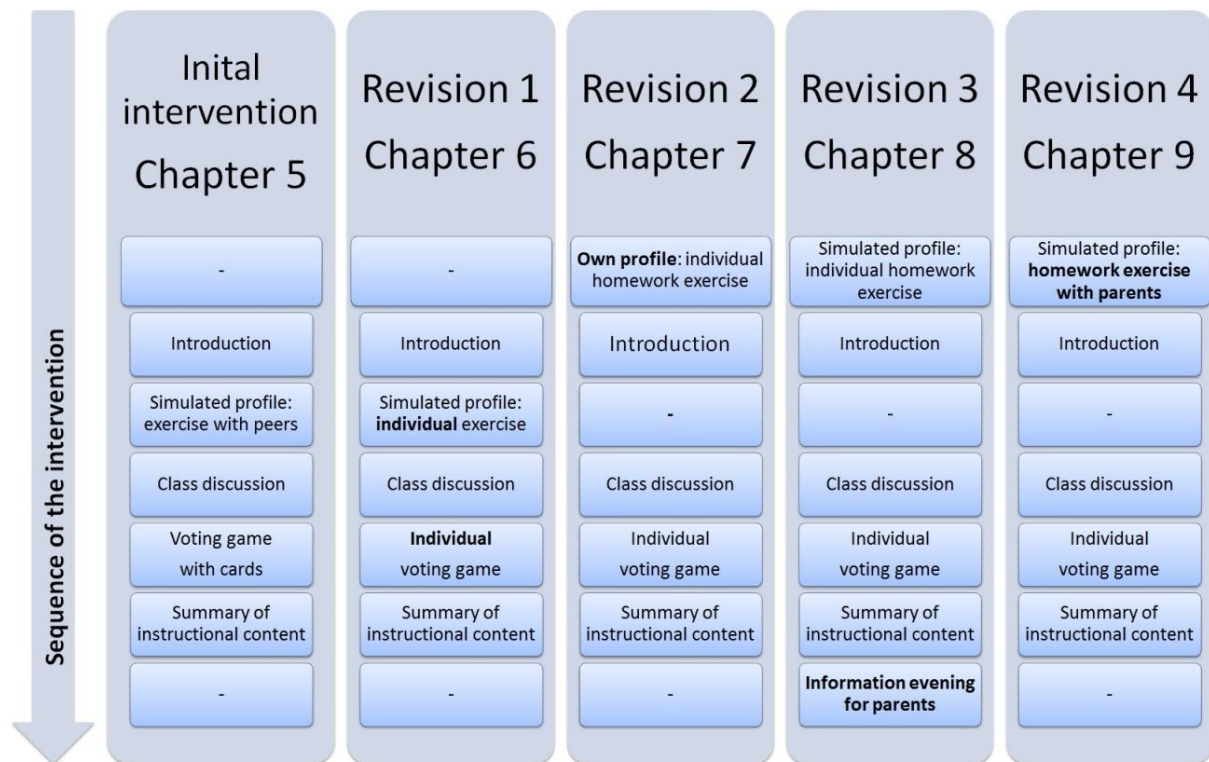 Sequence of the intervention
Inital
intervention
Chapter 5
-
Introduction
Simulated profile:
exercise with peers
Class discussion
Voting game
with cards
Summary of
instructional content
-
Revision 1
Chapter 6
-
Introduction
Simulated profile:
individual exercise
Class discussion
Individual
voting game
Summary of
instructional content
-
Revision 2
Chapter 7
Own profile: individual
homework exercise
Introduction
-
Class discussion
Individual
voting game
Summary of
instructional content
-
Revision 3
Chapter 8
Simulated profile:
individual homework
exercise
Introduction
-
Class discussion
Individual
voting game
Summary of
instructional content
Information evening
for parents
Revision 4
Chapter 9
Simulated profile:
homework exercise
with parents
Introduction
-
Class discussion
Individual
voting game
Summary of
instructional content
-